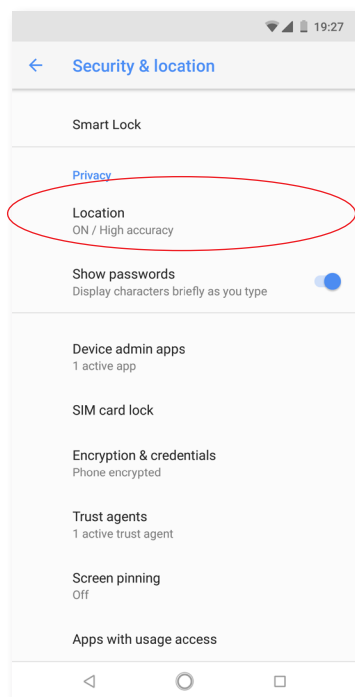 19:27
Security & location
Smart Lock
Privacy
Location
ON / High accuracy
Show passwords
Display characters briefly as you type
Device admin apps
1 active app
SIM card lock
Encryption & credentials
Phone encrypted
Trust agents
1 active trust agent
Screen pinning
Off
Apps with usage access